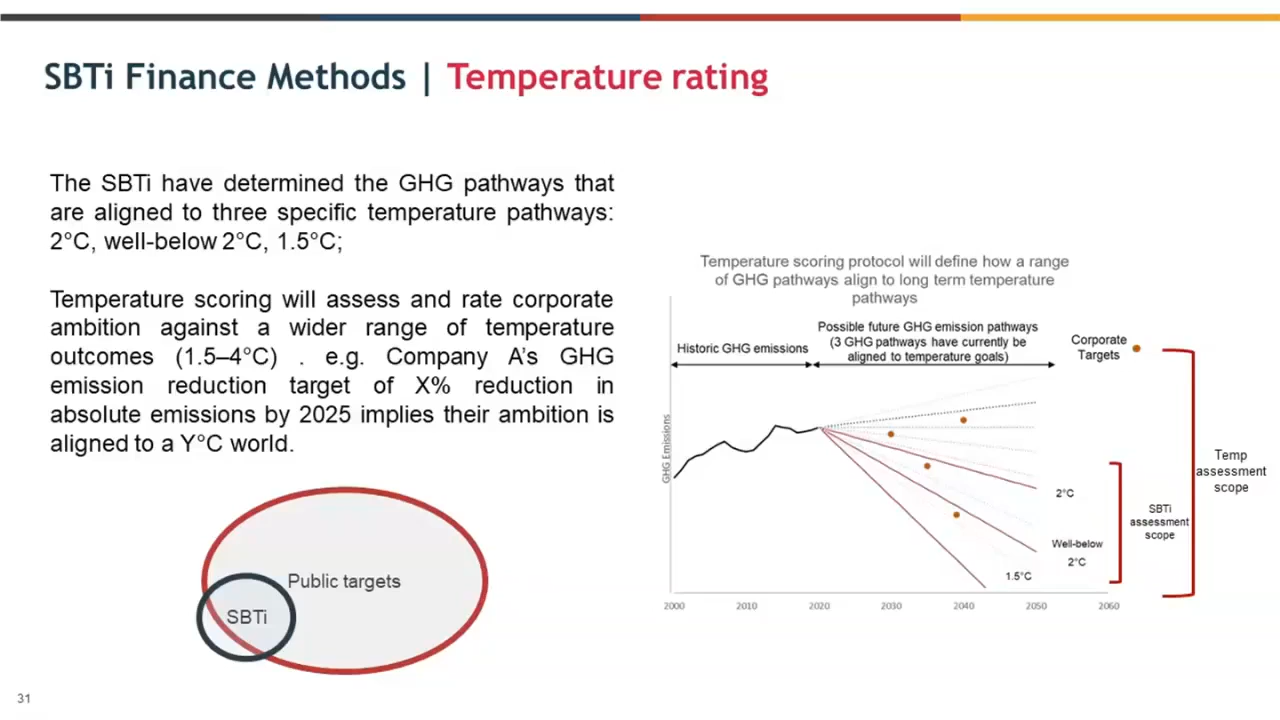 SBTi Finance Methods | Temperature rating
The SBTi have determined the GHG pathways that
are aligned to three specific temperature pathways:
2°C, well-below 2°C, 1.5°C;
Temperature scoring will assess and rate corporate
ambition against a wider range of temperature
outcomes (1.5–4°C) . e.g. Company A's GHG
emission reduction target of X% reduction in
absolute emissions by 2025 implies their ambition is
aligned to a Y°C world.
Public targets
SBTi
Temperature scoring protocol will define how a range
of GHG pathways align to long term temperature
pathways
Historic GHG emissions
Possible future GHG emission pathways
(3 GHG pathways have currently be
aligned to temperature goals)
Corporate
Targets
GHG Emissions
2°C
Well-below
2°C
1.5°C
SBTi
assessment
scope
Temp
assessment
scope
2000 2010 2020 2030 2040 2050 2060
31